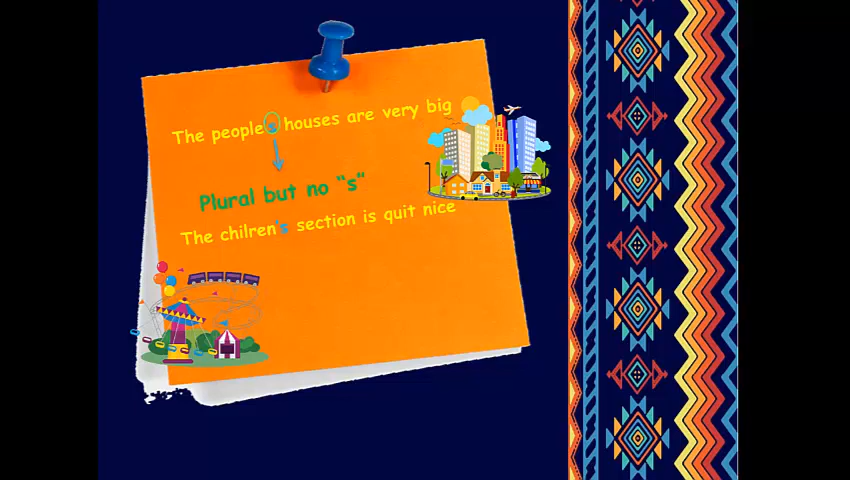 The people's houses are very big
Plural but no "s"
The chilren's section is quit nice